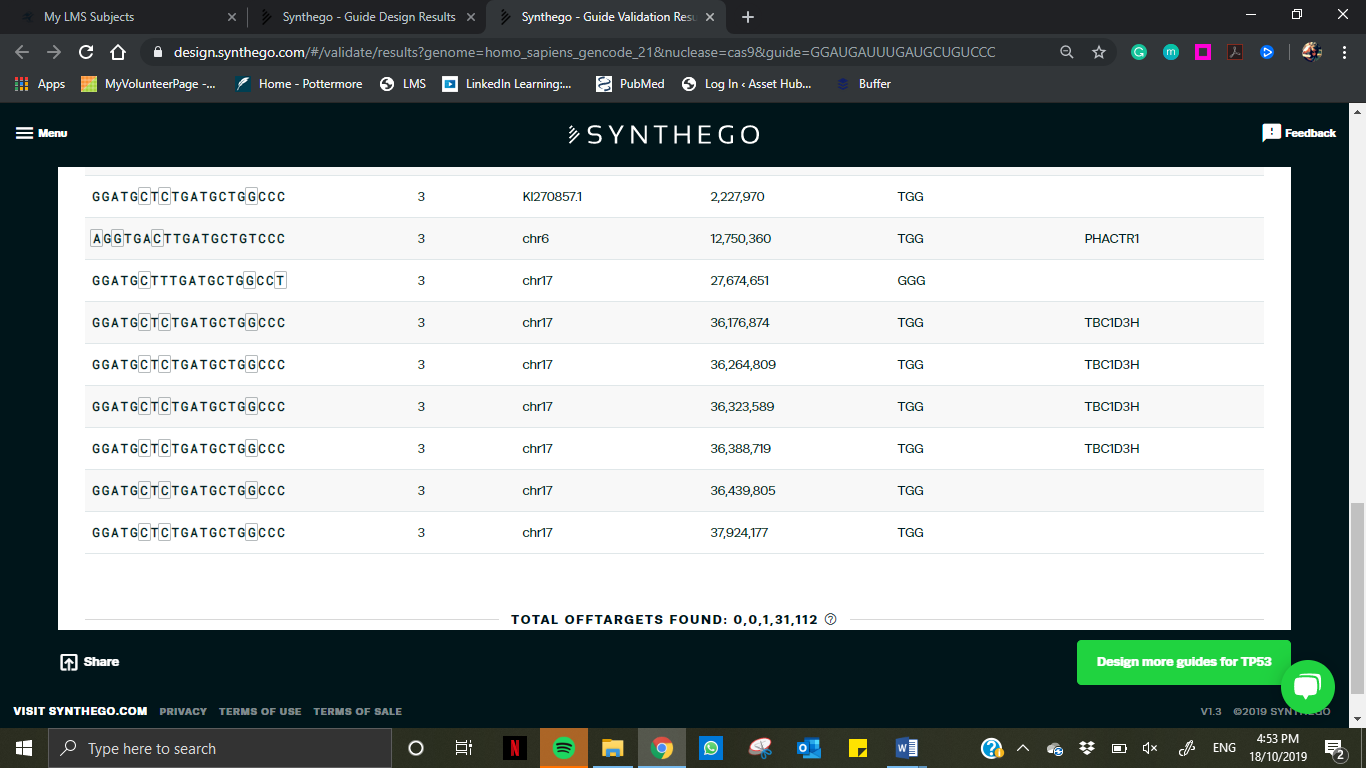 My LMS Subjects
Synthego - Guide Design Results
Synthego - Guide Validation Resu
design.synthego.com/#/validate/results?genome=homo_sapiens_gencode_21&nuclease=cas9&guide=GGAUGAUUUGAUGCUGUCCC
Apps MyVolunteerPage -... Home - Pottermore LMS LinkedIn Learning:... PubMed Log In ‹ Asset Hub... Buffer
Menu SYNTHEGO Feedback
GGATGCTCTGATGCTGGCCC 3 KI270857.1 2,227,970 TGG
AGGTGACTTGATGCTGTCCC 3 chr6 12,750,360 TGG PHACTR1
GGATGCTTTGATGCTGGCCT 3 chr17 27,674,651 GGG
GGATGCTCTGATGCTGGCCC 3 chr17 36,176,874 TGG TBC1D3H
GGATGCTCTGATGCTGGCCC 3 chr17 36,264,809 TGG TBC1D3H
GGATGCTCTGATGCTGGCCC 3 chr17 36,323,589 TGG TBC1D3H
GGATGCTCTGATGCTGGCCC 3 chr17 36,388,719 TGG TBC1D3H
GGATGCTCTGATGCTGGCCC 3 chr17 36,439,805 TGG
GGATGCTCTGATGCTGGCCC 3 chr17 37,924,177 TGG
TOTAL OFFTARGETS FOUND: 0,0,1,31,112
Share
Design more guides for TP53
VISIT SYNTHEGO.COM PRIVACY TERMS OF USE TERMS OF SALE V1.3 ©2019
Type here to search
ENG
4:53 PM
18/10/2019
2